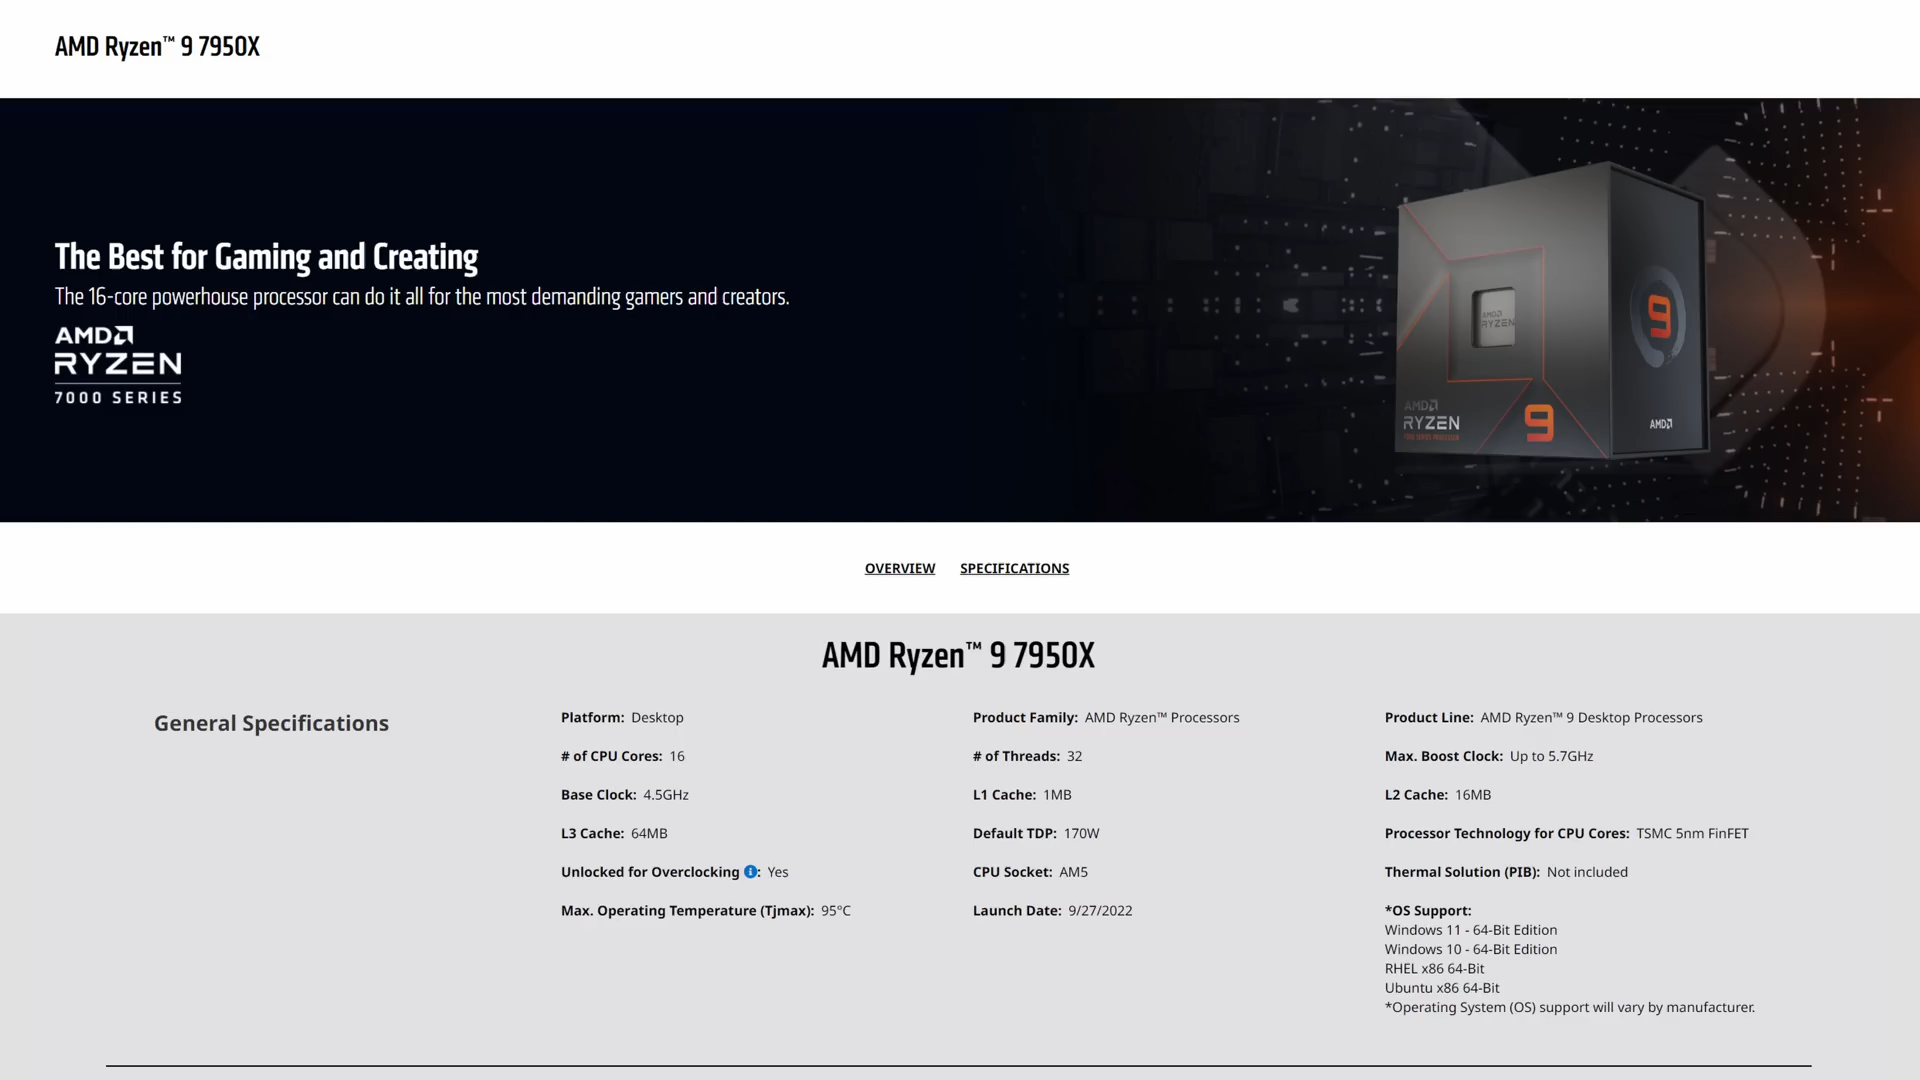 AMD Ryzen™ 9 7950X
The Best for Gaming and Creating
The 16-core powerhouse processor can do it all for the most demanding gamers and creators.
AMD
RYZEN
7000 SERIES
AMD
RYZEN
9
AMD
RYZEN
7000 SERIES PROCESSOR
9
AMD
OVERVIEW SPECIFICATIONS
AMD Ryzen™ 9 7950X
General Specifications
Platform: Desktop
Product Family: AMD Ryzen™ Processors
Product Line: AMD Ryzen™ 9 Desktop Processors
# of CPU Cores: 16
# of Threads: 32
Max. Boost Clock: Up to 5.7GHz
Base Clock: 4.5GHz
L1 Cache: 1MB
L2 Cache: 16MB
L3 Cache: 64MB
Default TDP: 170W
Processor Technology for CPU Cores: TSMC 5nm FinFET
Unlocked for Overclocking i: Yes
CPU Socket: AM5
Thermal Solution (PIB): Not included
Max. Operating Temperature (Tjmax): 95°C
Launch Date: 9/27/2022
*OS Support:
Windows 11 - 64-Bit Edition
Windows 10 - 64-Bit Edition
RHEL x86 64-Bit
Ubuntu x86 64-Bit
*Operating System (OS) support will vary by manufacturer.